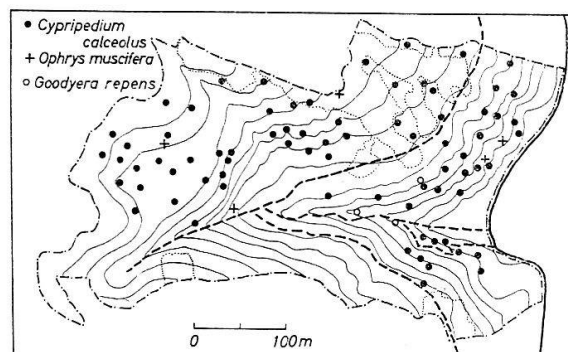 • Cypripedium
calceolus
+ Ophrys muscifera
○ Goodyera repens
0 100m